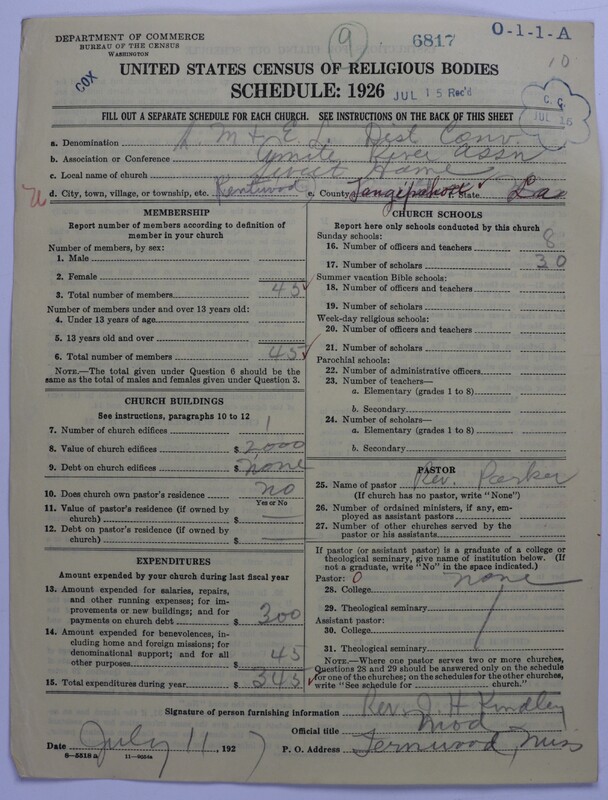 DEPARTMENT OF COMMERCE
BUREAU OF THE CENSUS
WASHINGTON
9
6817
O-1-1-A
10
COX
UNITED STATES CENSUS OF RELIGIOUS BODIES
SCHEDULE: 1926
JUL 15 Rec'd
C. C.
JUL 16
FILL OUT A SEPARATE SCHEDULE FOR EACH CHURCH. SEE INSTRUCTIONS ON THE BACK OF THIS SHEET
a. Denomination M & E L Dist Conv
b. Association or Conference Amite River Assn
c. Local name of church Sweet Home
d. City, town, village, or township, etc. Kentwood e. County Tangipahoa State La
MEMBERSHIP
Report number of members according to definition of
member in your church
Number of members, by sex:
1. Male
2. Female
3. Total number of members 45
Number of members under and over 13 years old:
4. Under 13 years of age
5. 13 years old and over
6. Total number of members 45
NOTE.—The total given under Question 6 should be
the same as the total of males and females given under Question 3.
CHURCH BUILDINGS
See instructions, paragraphs 10 to 12
7. Number of church edifices 1
8. Value of church edifices $ 2000
9. Debt on church edifices $ none
10. Does church own pastor's residence? no
Yes or No
11. Value of pastor's residence (if owned by
church) $ —
12. Debt on pastor's residence (if owned by
church) $ —
EXPENDITURES
Amount expended by your church during last fiscal year
13. Amount expended for salaries, repairs,
and other running expenses; for im-
provements or new buildings; and for
payments on church debt $ 300
14. Amount expended for benevolences, in-
cluding home and foreign missions; for
denominational support; and for all
other purposes $ 45
15. Total expenditures during year $ 345
CHURCH SCHOOLS
Report here only schools conducted by this church
Sunday schools:
16. Number of officers and teachers 8
17. Number of scholars 30
Summer vacation Bible schools:
18. Number of officers and teachers
19. Number of scholars
Week-day religious schools:
20. Number of officers and teachers
21. Number of scholars
Parochial schools:
22. Number of administrative officers
23. Number of teachers—
a. Elementary (grades 1 to 8)
b. Secondary
24. Number of scholars—
a. Elementary (grades 1 to 8)
b. Secondary
PASTOR
25. Name of pastor Rev. Parker
(If church has no pastor, write "None")
26. Number of ordained ministers, if any, em-
ployed as assistant pastors
27. Number of other churches served by the
pastor or his assistants
If pastor (or assistant pastor) is a graduate of a college or
theological seminary, give name of institution below. (If
not a graduate, write "No" in the space indicated.)
Pastor: 0
28. College none
29. Theological seminary
Assistant pastor:
30. College
31. Theological seminary
NOTE.—Where one pastor serves two or more churches,
Questions 28 and 29 should be answered only on the schedule
for one of the churches; on the schedules for the other churches,
write "See schedule for church."
Signature of person furnishing information Rev. J. H. Kindley
Official title Mod
Date July 11, 1927 P. O. Address Fernwood, Miss
8-5518 a